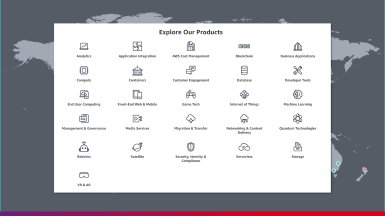 Explore Our Products
Analytics
Application Integration
AWS Cost Management
Blockchain
Business Applications
Compute
Containers
Customer Engagement
Database
Developer Tools
End User Computing
Front-End Web & Mobile
Game Tech
Internet of Things
Machine Learning
Management & Governance
Media Services
Migration & Transfer
Networking & Content
Delivery
Quantum Technologies
Robotics
Satellite
Security, Identity &
Compliance
Serverless
Storage
VR & AR